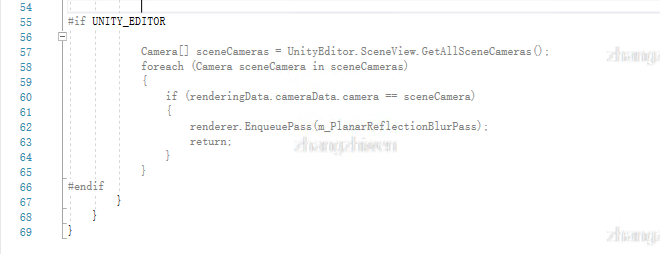 54
55 #if UNITY_EDITOR
56
57 Camera[] sceneCameras = UnityEditor.SceneView.GetAllSceneCameras();
58 foreach (Camera sceneCamera in sceneCameras)
59 {
60 if (renderingData.cameraData.camera == sceneCamera)
61 {
62 renderer.EnqueuePass(m_PlanarReflectionBlurPass);
63 return;
64 }
65 }
66 #endif
67 }
68 }
69 }